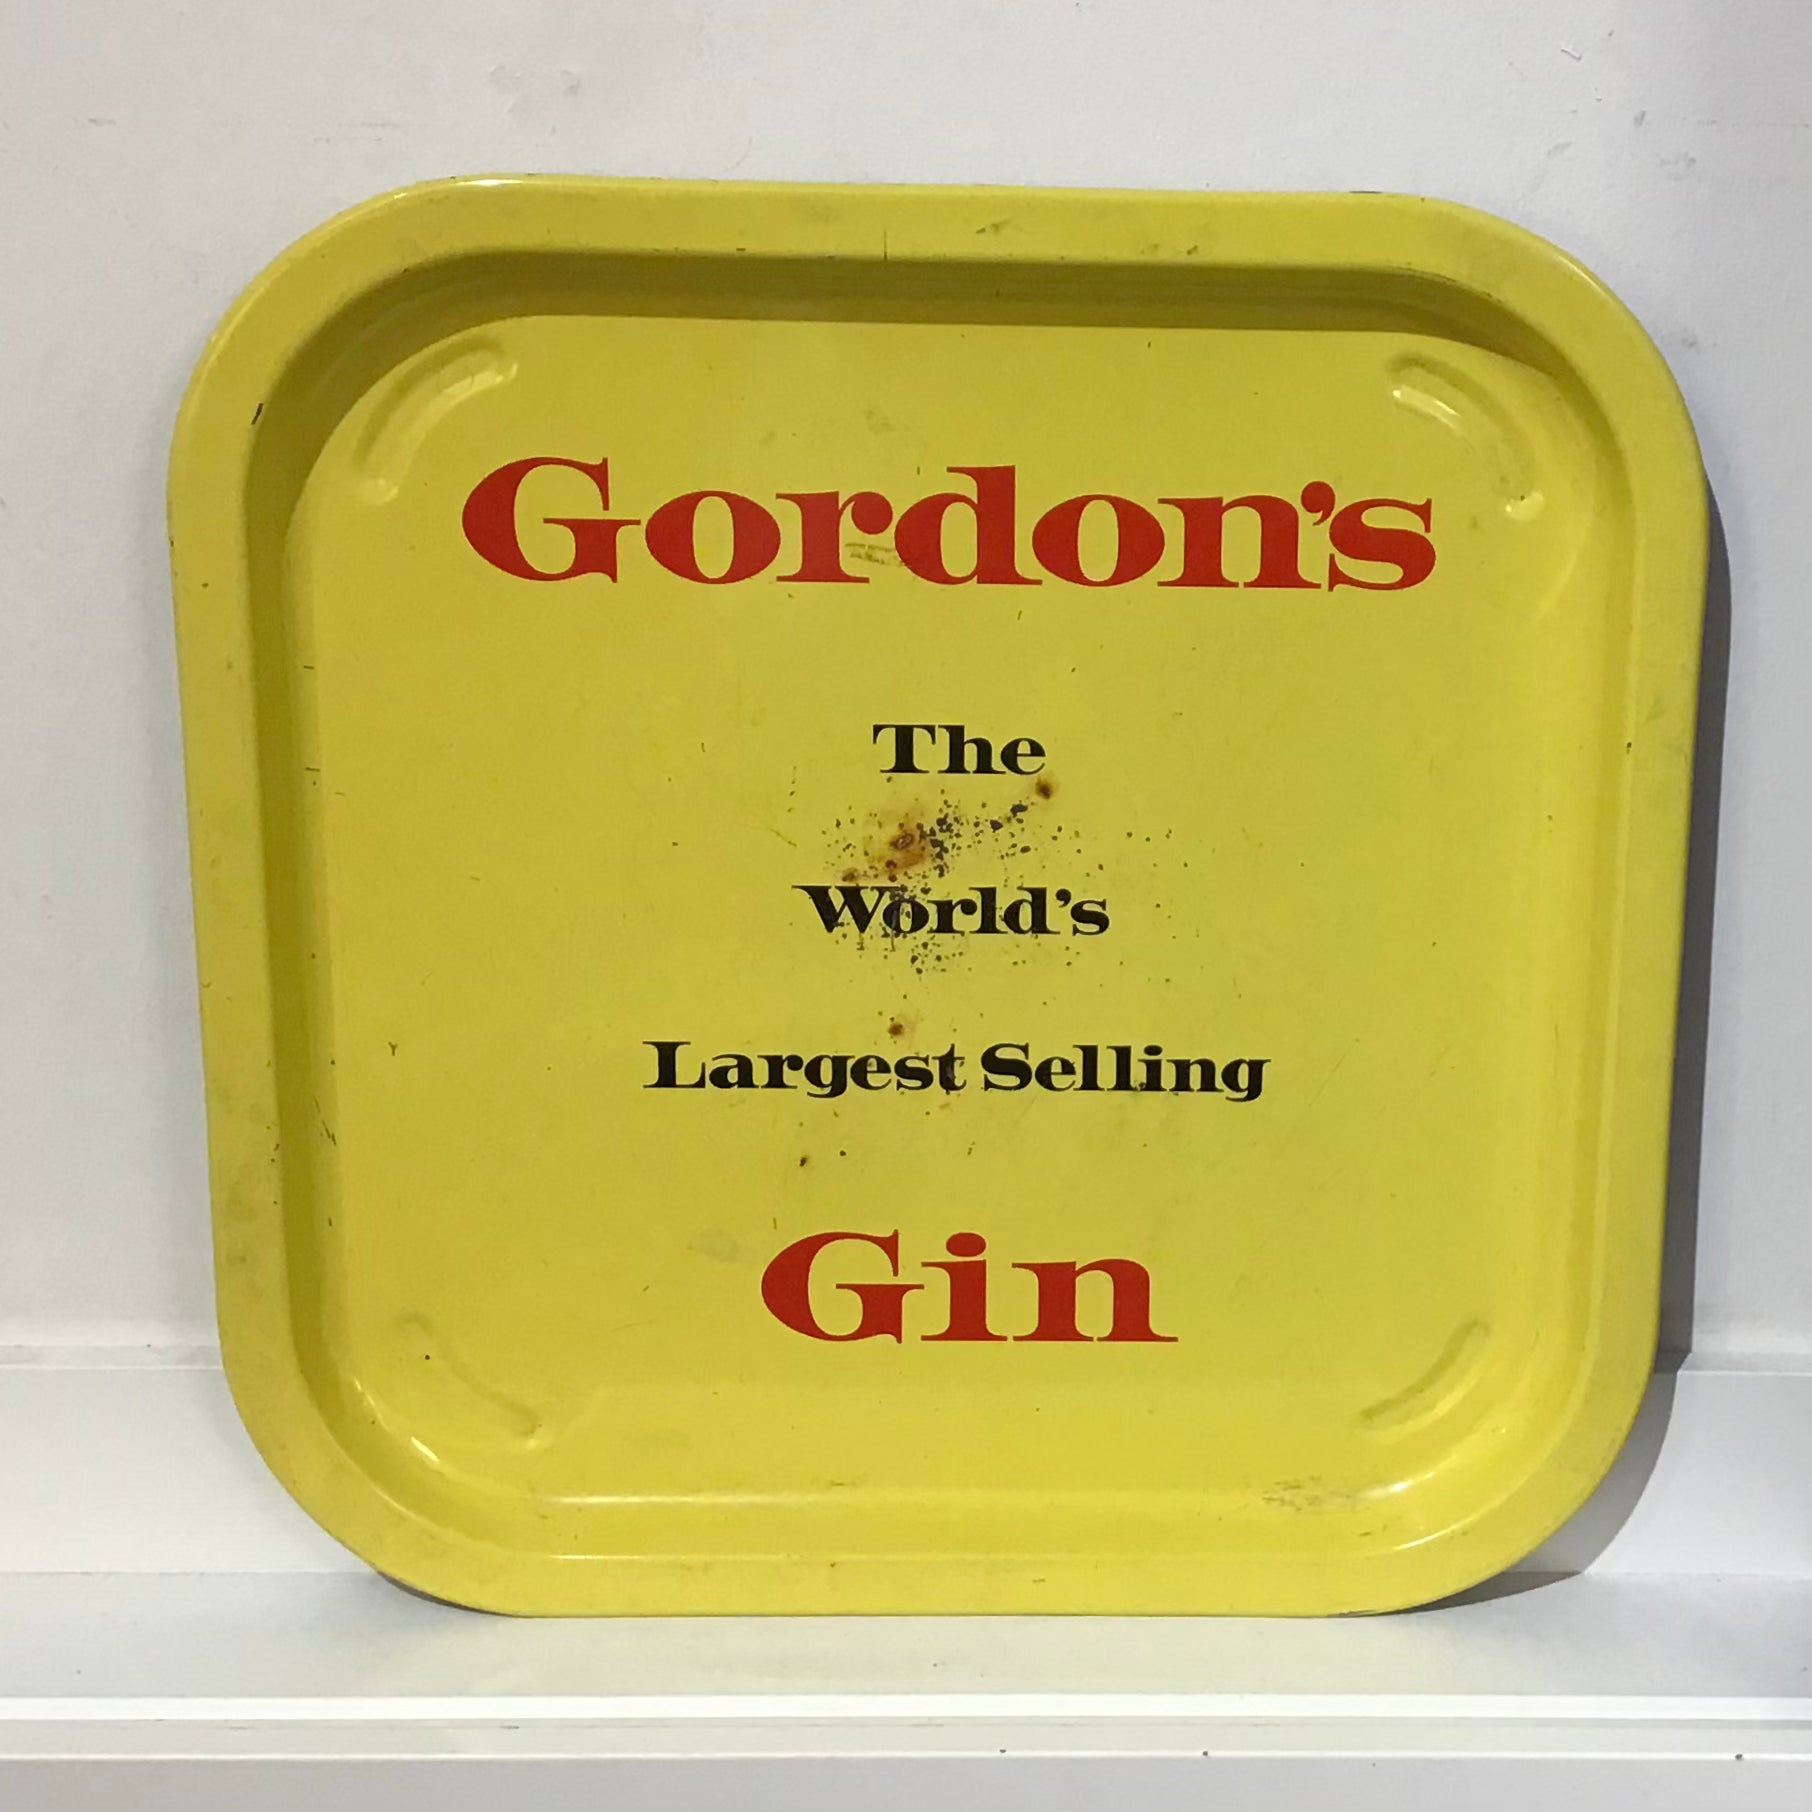 Gordon's
The
World's
Largest Selling
Gin